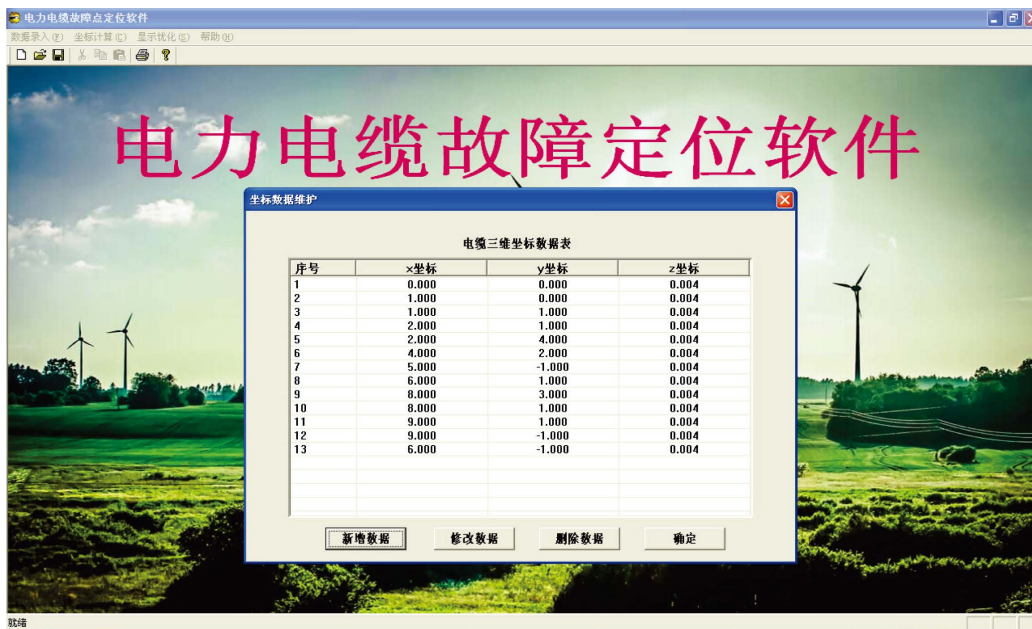 电力电缆故障点定位软件
数据录入(P) 坐标计算(C) 显示优化(G) 帮助(H)
电力电缆故障定位软件
坐标数据维护
电缆三维坐标数据表
序号 x坐标 y坐标 z坐标
1 0.000 0.000 0.004
2 1.000 0.000 0.004
3 1.000 1.000 0.004
4 2.000 1.000 0.004
5 2.000 4.000 0.004
6 4.000 2.000 0.004
7 5.000 -1.000 0.004
8 6.000 1.000 0.004
9 8.000 3.000 0.004
10 8.000 1.000 0.004
11 9.000 1.000 0.004
12 9.000 -1.000 0.004
13 6.000 -1.000 0.004
新增数据 修改数据 删除数据 确定
就绪